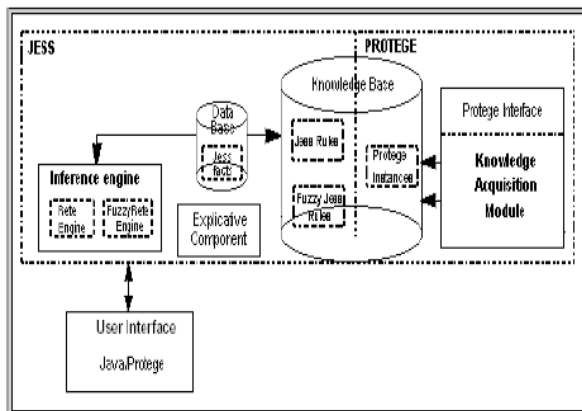 JESS
PROTEGE
Knowledge Base
Data
Base
Jess
facts
Jess Rules
Fuzzy Jess
Rules
Protege
Instances
Protege Interface
Knowledge
Acquisition
Module
Inference engine
Rete
Engine
FuzzyRete
Engine
Explicative
Component
User Interface
Java/Protege